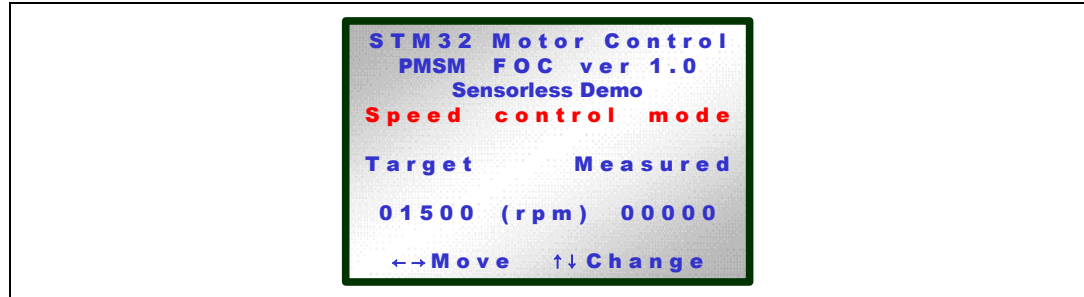 STM32 Motor Control
PMSM FOC ver 1.0
Sensorless Demo
Speed control mode
Target Measured
01500 (rpm) 00000
←→Move ↑↓Change